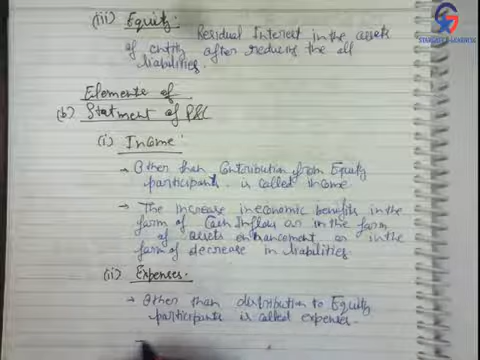 (iii) Equity:
Residual Interest in the assets
of entity after reducing the all
liabilities.
Elements of
(b) Statment of P&L
(i) Income:
→ Other than Contribution from Equity
participants is called income
→ The increase in economic benefits in the
form of Cash Inflows or in the form
of assets enhancement or in the
form of decrease in liabilities
(ii) Expenses.
→ Other than distribution to Equity
participants is called expenses.